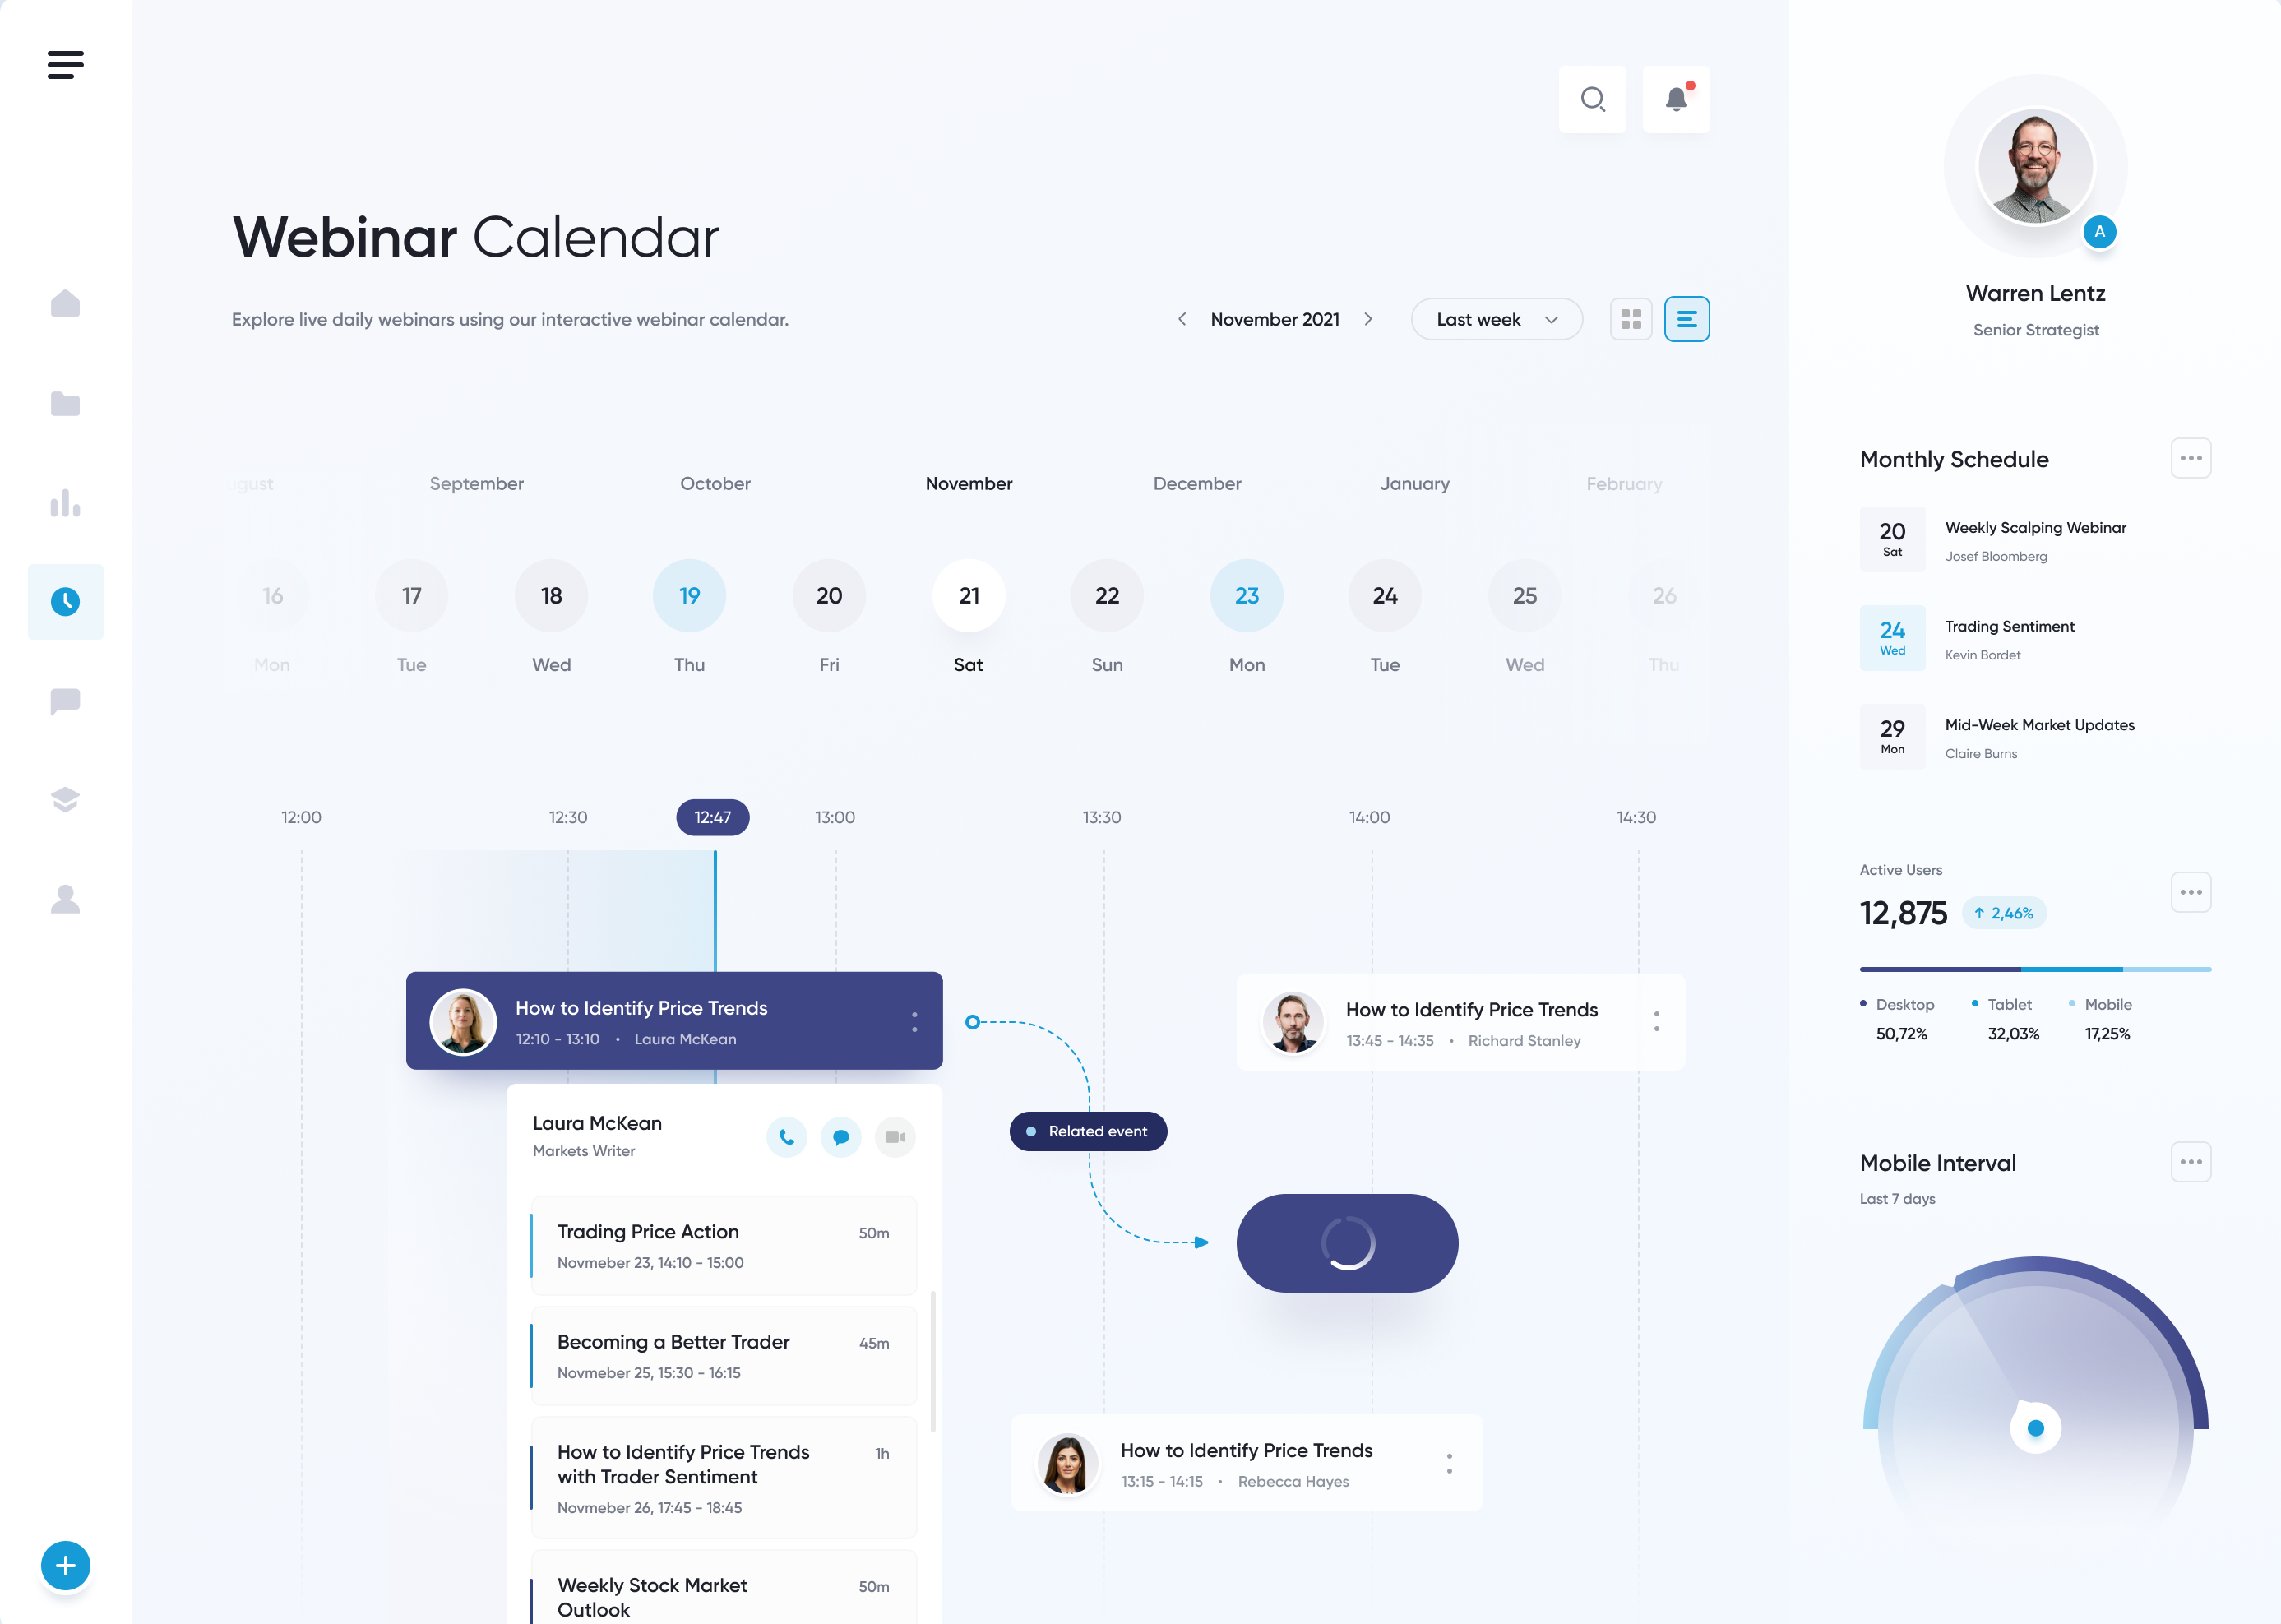 Webinar Calendar
Explore live daily webinars using our interactive webinar calendar.
November 2021
Last week
ugust
September
October
November
December
January
February
16
17
18
19
20
21
22
23
24
25
26
Mon
Tue
Wed
Thu
Fri
Sat
Sun
Mon
Tue
Wed
Thu
12:00
12:30
12:47
13:00
13:30
14:00
14:30
How to Identify Price Trends
12:10 - 13:10 • Laura McKean
How to Identify Price Trends
13:45 - 14:35 • Richard Stanley
Laura McKean
Markets Writer
Related event
Trading Price Action
50m
Novmeber 23, 14:10 - 15:00
Becoming a Better Trader
45m
Novmeber 25, 15:30 - 16:15
How to Identify Price Trends
with Trader Sentiment
1h
Novmeber 26, 17:45 - 18:45
Weekly Stock Market
Outlook
50m
How to Identify Price Trends
13:15 - 14:15 • Rebecca Hayes
A
Warren Lentz
Senior Strategist
Monthly Schedule
20
Sat
Weekly Scalping Webinar
Josef Bloomberg
24
Wed
Trading Sentiment
Kevin Bordet
29
Mon
Mid-Week Market Updates
Claire Burns
Active Users
12,875
↑ 2,46%
Desktop
50,72%
Tablet
32,03%
Mobile
17,25%
Mobile Interval
Last 7 days